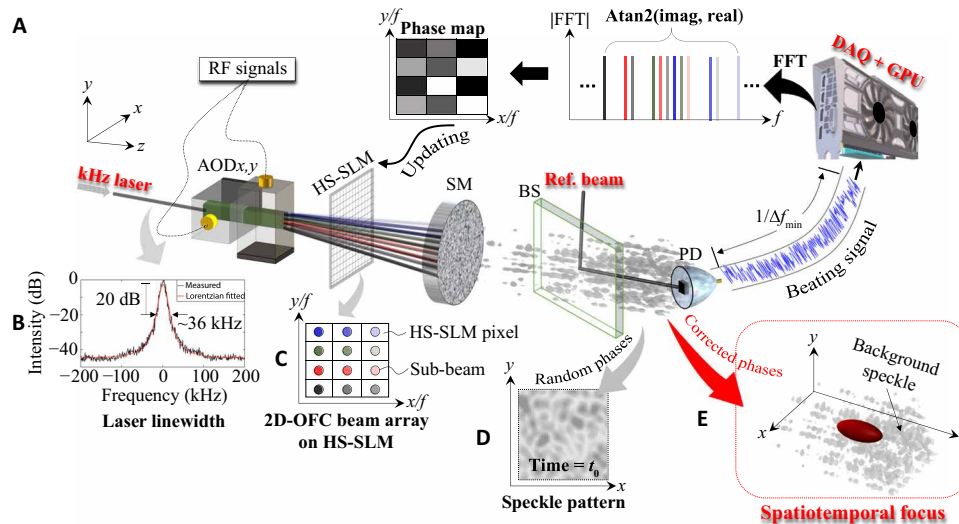 A
RF signals
y
x
z
kHz laser
AODx,y
HS-SLM
Updating
y/f
Phase map
x/f
|FFT|
Atan2(imag, real)
...
...
f
FFT
DAQ + GPU
SM
BS
Ref. beam
PD
1/Δfmin
Beating signal
B
Intensity (dB)
0
−20
−40
20 dB
Measured
Lorentzian fitted
~36 kHz
−200 −100 0 100 200
Frequency (kHz)
Laser linewidth
C
y/f
x/f
HS-SLM pixel
Sub-beam
2D-OFC beam array
on HS-SLM
Random phases
Corrected phases
D
y
Time = t0
x
Speckle pattern
E
y
x
Background
speckle
Spatiotemporal focus